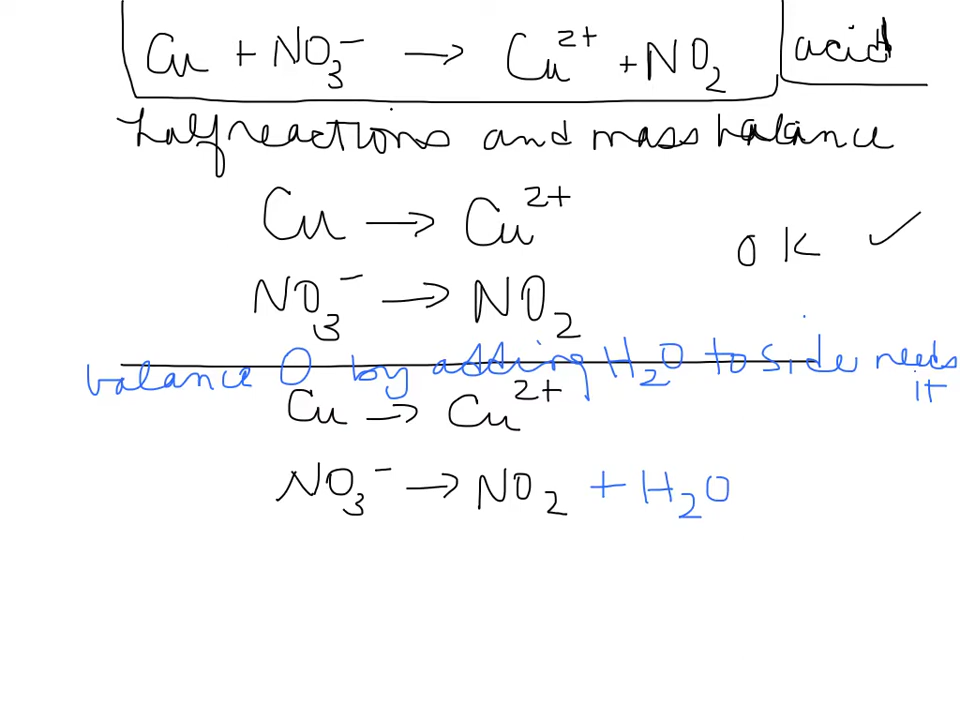 Cu + NO₃⁻ → Cu²⁺ + NO₂ acid
half reactions and mass balance
Cu → Cu²⁺
OK ✓
NO₃⁻ → NO₂
balance O by adding H₂O to side needs
it
Cu → Cu²⁺
NO₃⁻ → NO₂ + H₂O